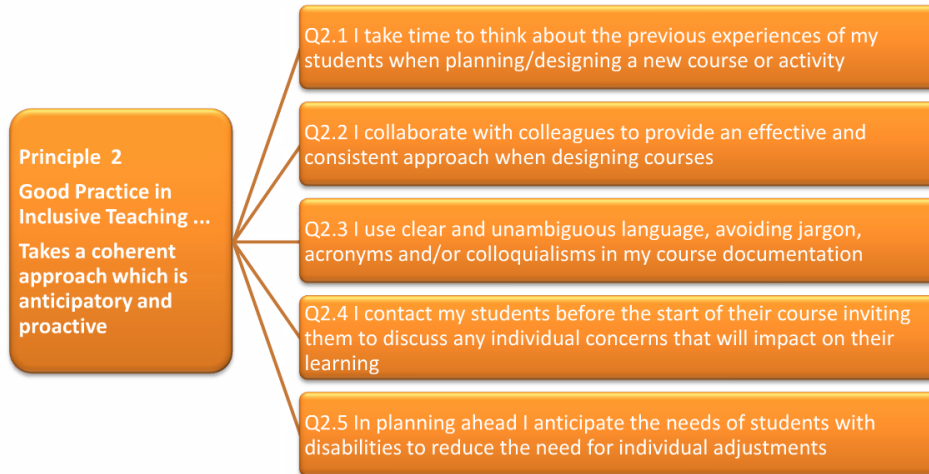 Principle 2
Good Practice in
Inclusive Teaching ...
Takes a coherent
approach which is
anticipatory and
proactive
Q2.1 I take time to think about the previous experiences of my
students when planning/designing a new course or activity
Q2.2 I collaborate with colleagues to provide an effective and
consistent approach when designing courses
Q2.3 I use clear and unambiguous language, avoiding jargon,
acronyms and/or colloquialisms in my course documentation
Q2.4 I contact my students before the start of their course inviting
them to discuss any individual concerns that will impact on their
learning
Q2.5 In planning ahead I anticipate the needs of students with
disabilities to reduce the need for individual adjustments